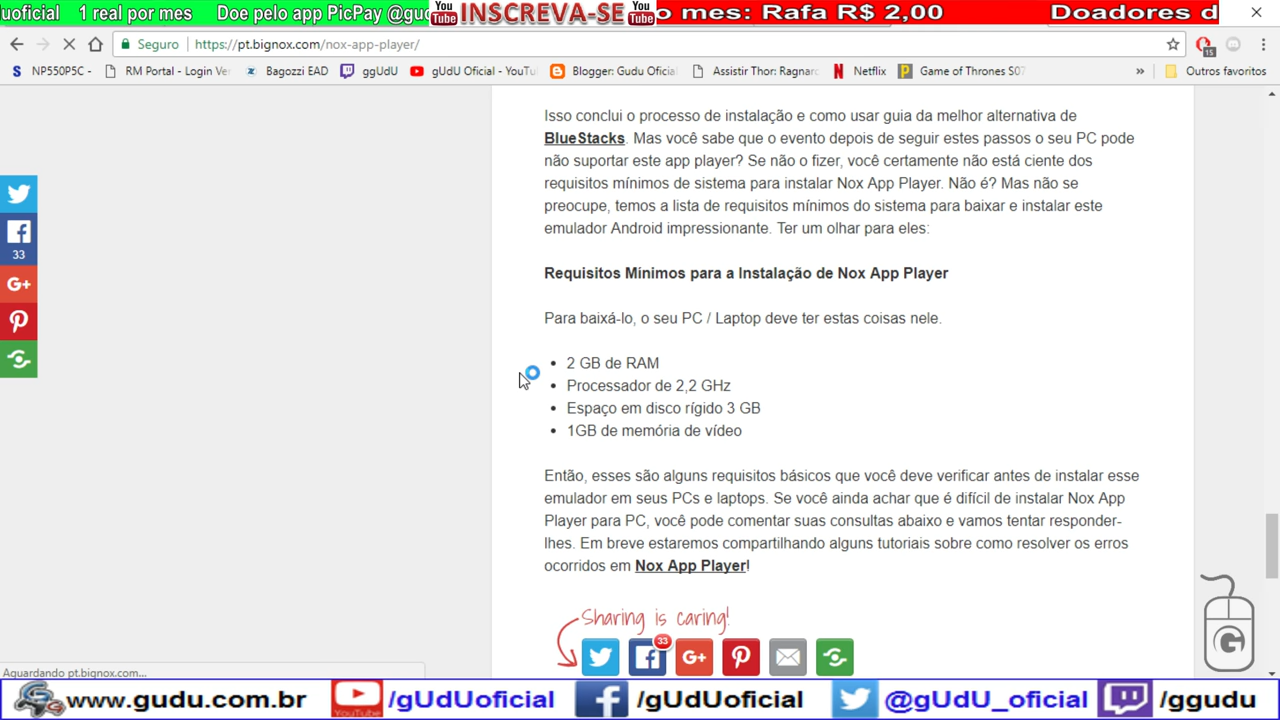 uoficial 1 real por mes Doe pelo app PicPay @gu INSCREVA-SE o mes: Rafa R$ 2,00 Doadores d
You Tube You Tube
Seguro https://pt.bignox.com/nox-app-player/ 15
NP550P5C - RM Portal - Login Ve Bagozzi EAD ggUdU gUdU Oficial - YouTu Blogger: Gudu Oficia Assistir Thor: Ragnaro Netflix Game of Thrones S07 » Outros favoritos
Isso conclui o processo de instalação e como usar guia da melhor alternativa de
BlueStacks. Mas você sabe que o evento depois de seguir estes passos o seu PC pode
não suportar este app player? Se não o fizer, você certamente não está ciente dos
requisitos mínimos de sistema para instalar Nox App Player. Não é? Mas não se
preocupe, temos a lista de requisitos mínimos do sistema para baixar e instalar este
emulador Android impressionante. Ter um olhar para eles:
33
G+
Requisitos Mínimos para a Instalação de Nox App Player
Para baixá-lo, o seu PC / Laptop deve ter estas coisas nele.
• 2 GB de RAM
• Processador de 2,2 GHz
• Espaço em disco rígido 3 GB
• 1GB de memória de vídeo
Então, esses são alguns requisitos básicos que você deve verificar antes de instalar esse
emulador em seus PCs e laptops. Se você ainda achar que é difícil de instalar Nox App
Player para PC, você pode comentar suas consultas abaixo e vamos tentar responder-
lhes. Em breve estaremos compartilhando alguns tutoriais sobre como resolver os erros
ocorridos em Nox App Player!
Sharing is caring!
33
G+
G
Aguardando pt.bignox.com...
www.gudu.com.br YouTube /gUdUoficial /gUdUoficial @gUdU_oficial /ggudu